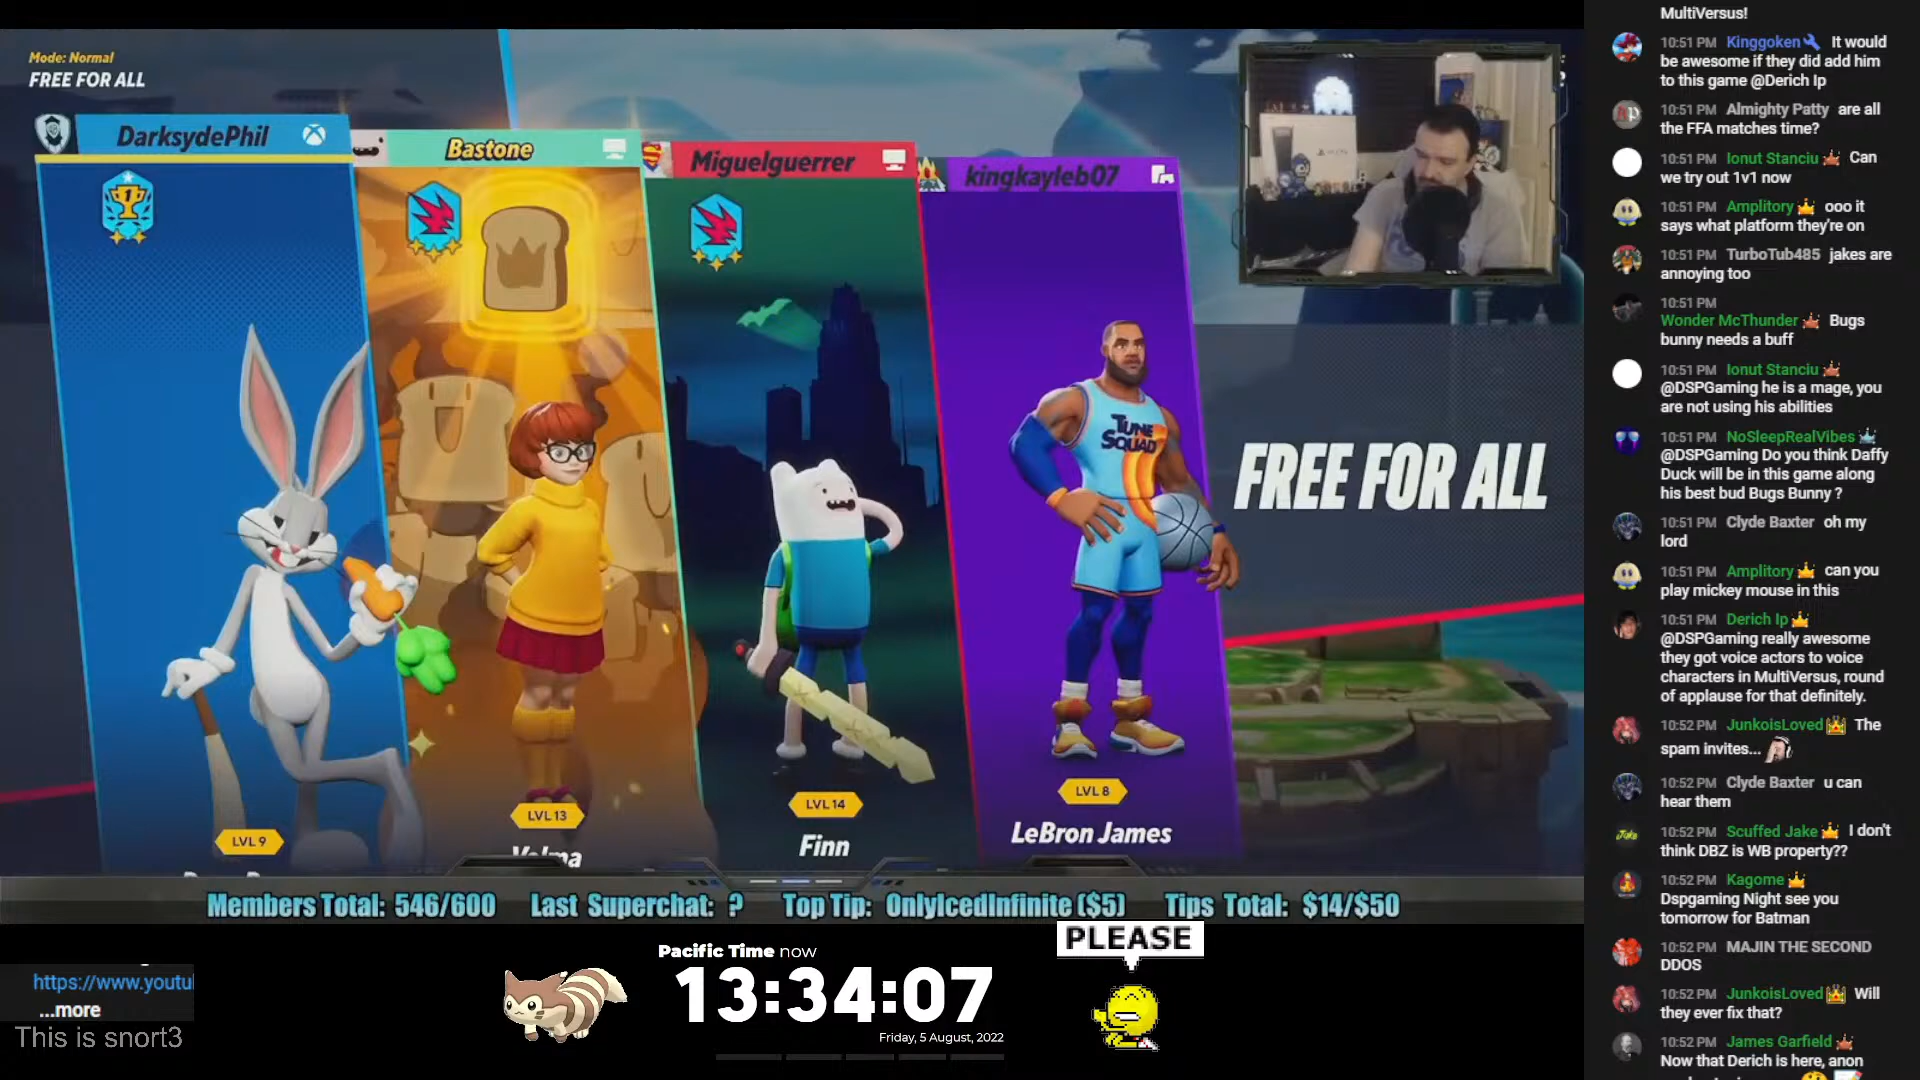 Mode: Normal
FREE FOR ALL
DarksydePhil
Bastone
Miguelguerrer
kingkayleb07
TUNE
SQUAD
FREE FOR ALL
LVL 9
LVL 13
Velma
LVL 14
Finn
LVL 8
LeBron James
Members Total: 546/600 Last Superchat: ? Top Tip: OnlyIcedInfinite ($5) Tips Total: $14/$50
https://www.youtu
...more
This is snort3
Pacific Time now
13:34:07
Friday, 5 August, 2022
PLEASE
MultiVersus!
10:51 PM Kinggoken It would
be awesome if they did add him
to this game @Derich Ip
10:51 PM Almighty Patty are all
the FFA matches time?
10:51 PM Ionut Stanciu Can
we try out 1v1 now
10:51 PM Amplitory ooo it
says what platform they're on
10:51 PM TurboTub485 jakes are
annoying too
10:51 PM
Wonder McThunder Bugs
bunny needs a buff
10:51 PM Ionut Stanciu
@DSPGaming he is a mage, you
are not using his abilities
10:51 PM NoSleepRealVibes
@DSPGaming Do you think Daffy
Duck will be in this game along
his best bud Bugs Bunny ?
10:51 PM Clyde Baxter oh my
lord
10:51 PM Amplitory can you
play mickey mouse in this
10:51 PM Derich Ip
@DSPGaming really awesome
they got voice actors to voice
characters in MultiVersus, round
of applause for that definitely.
10:52 PM JunkoisLoved The
spam invites...
10:52 PM Clyde Baxter u can
hear them
10:52 PM Scuffed Jake I don't
think DBZ is WB property??
10:52 PM Kagome
Dspgaming Night see you
tomorrow for Batman
10:52 PM MAJIN THE SECOND
DDOS
10:52 PM JunkoisLoved Will
they ever fix that?
10:52 PM James Garfield
Now that Derich is here, anon